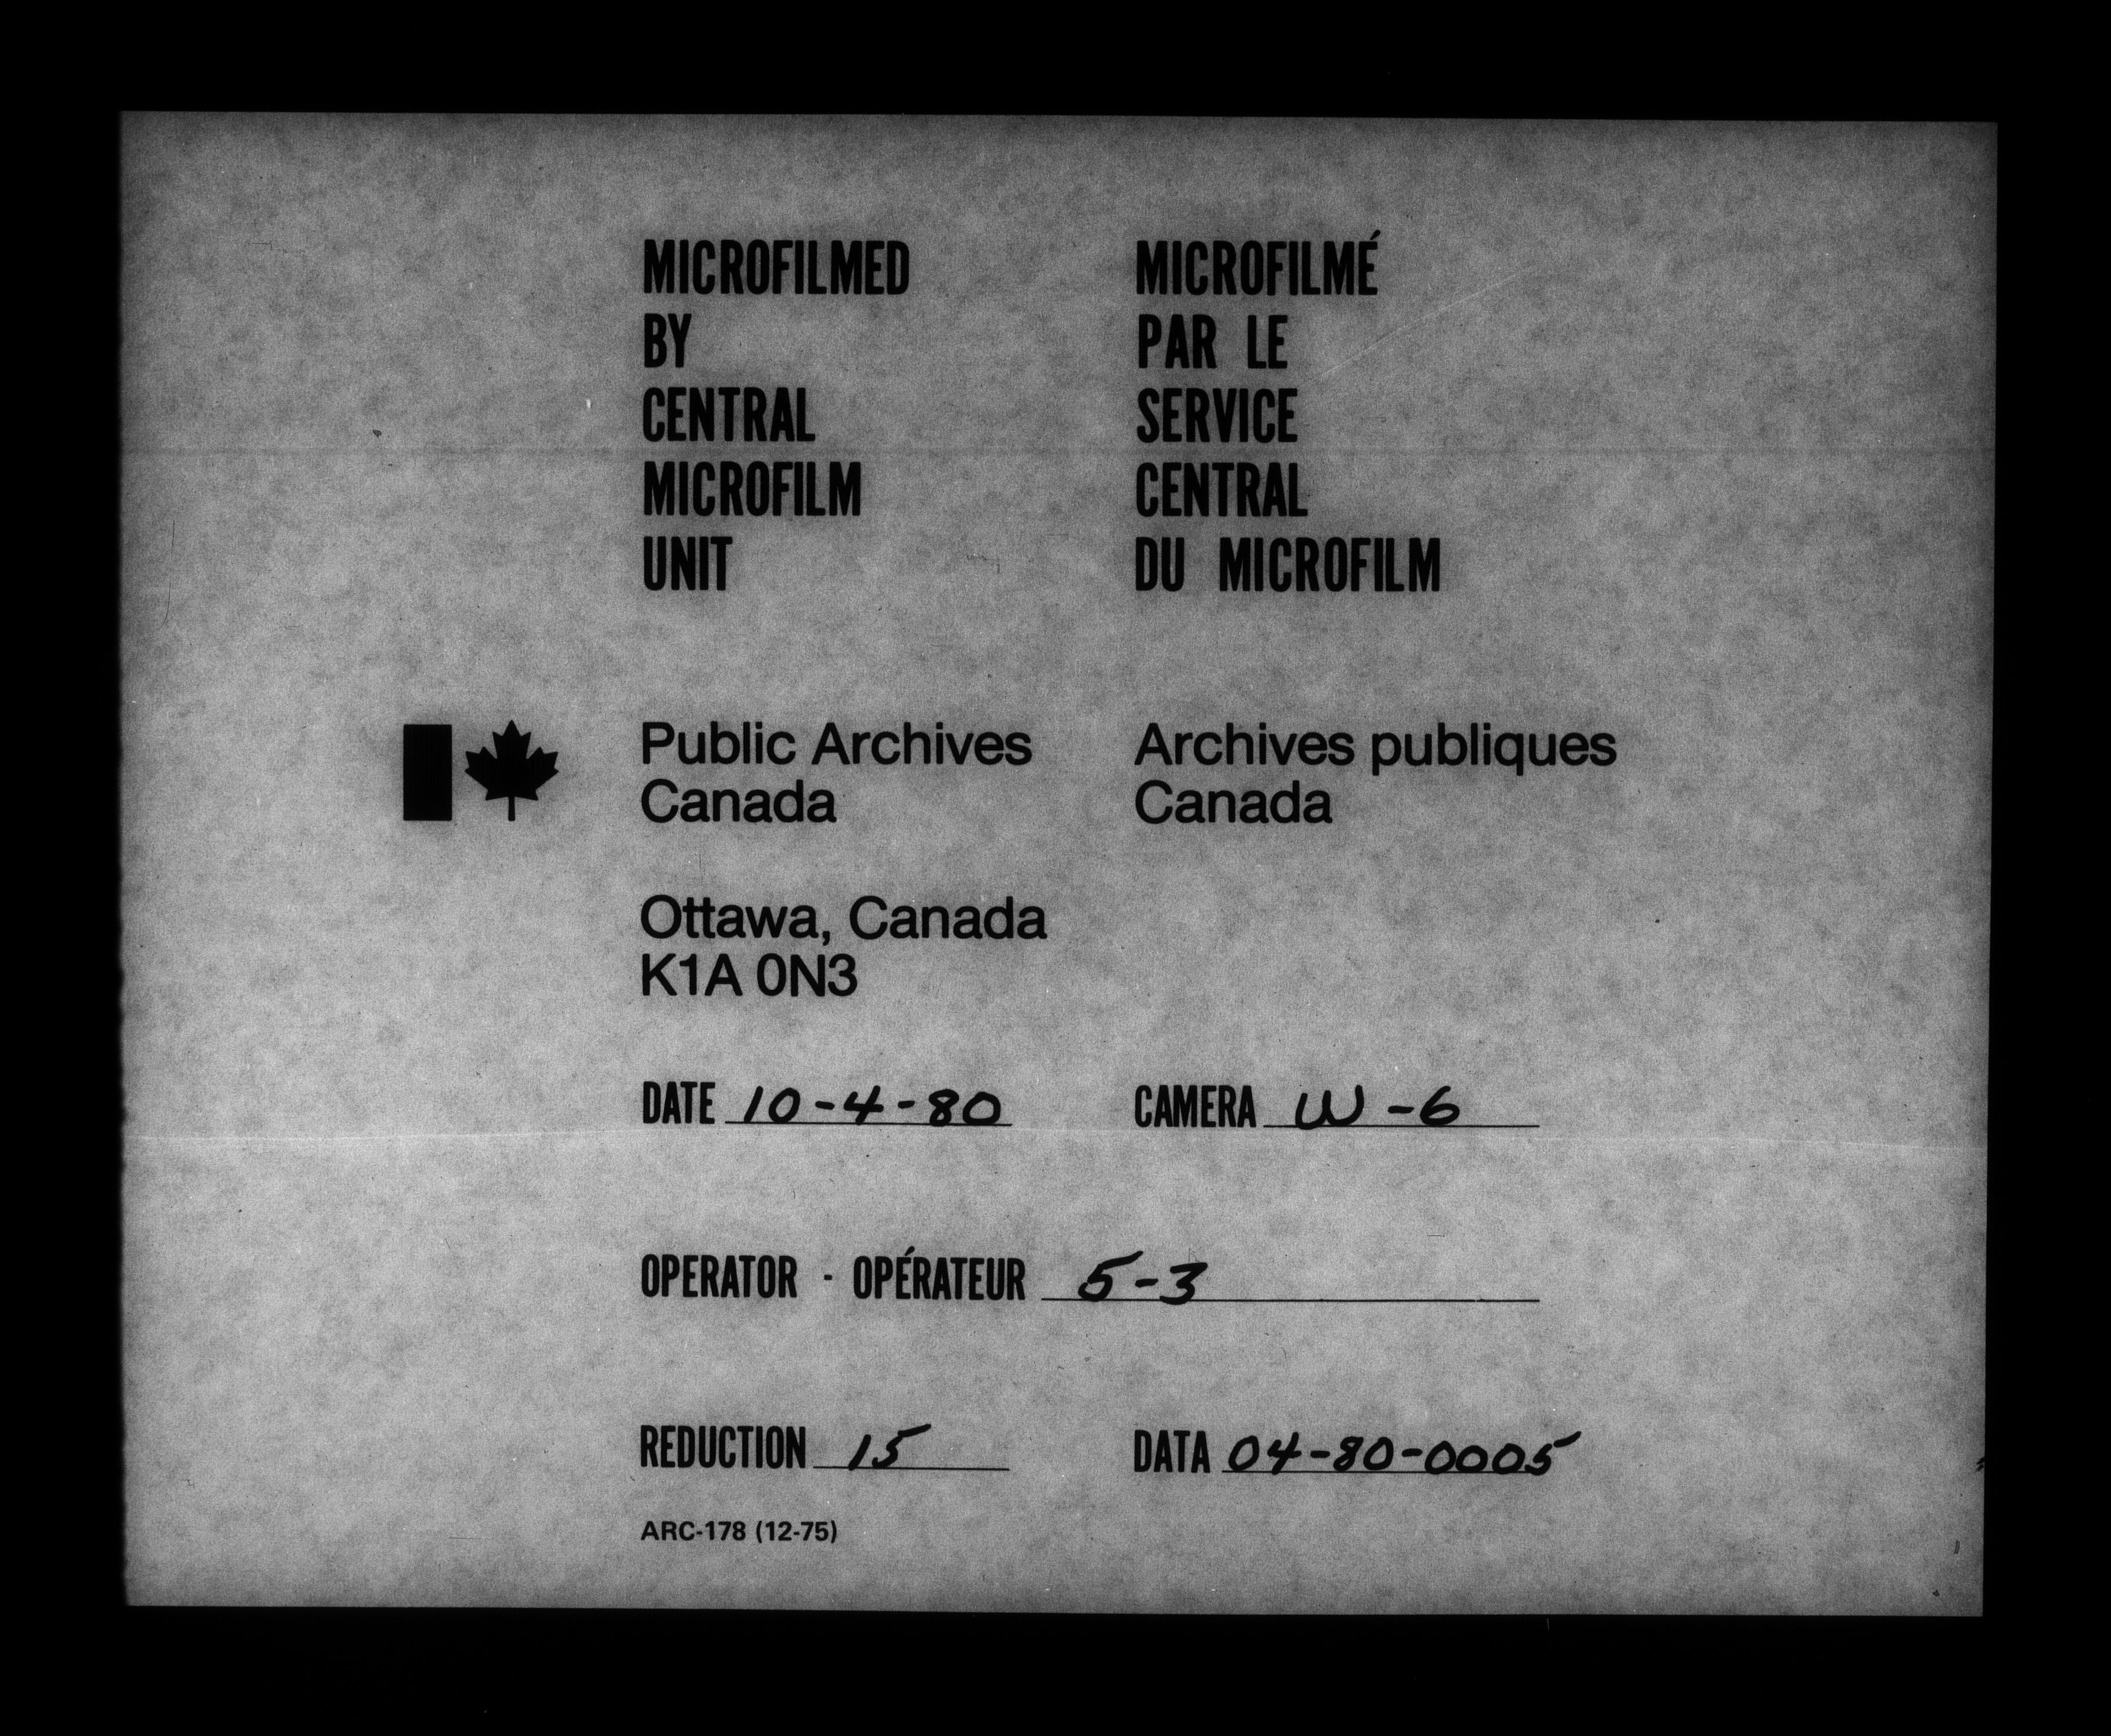 MICROFILMED
BY
CENTRAL
MICROFILM
UNIT
MICROFILMÉ
PAR LE
SERVICE
CENTRAL
DU MICROFILM
Public Archives
Canada
Archives publiques
Canada
Ottawa, Canada
K1A 0N3
DATE 10-4-80
CAMERA W-6
OPERATOR - OPÉRATEUR 5-3
REDUCTION 15
DATA 04-80-0005
ARC-178 (12-75)